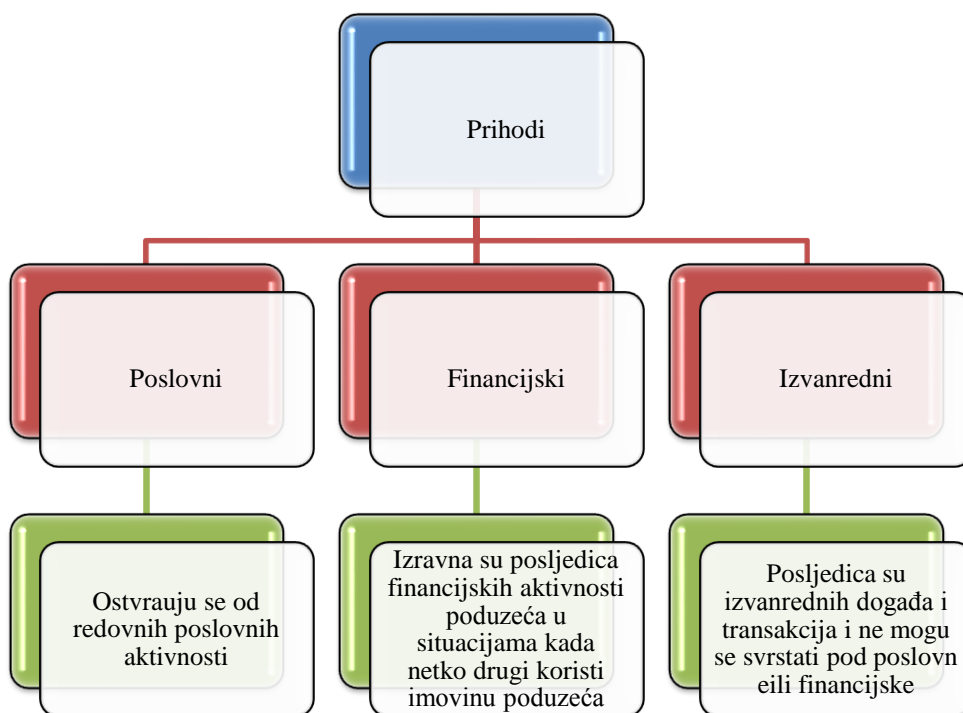 Prihodi
Poslovni
Financijski
Izvanredni
Ostvrauju se od
redovnih poslovnih
aktivnosti
Izravna su posljedica
financijskih aktivnosti
poduzeća u
situacijama kada
netko drugi koristi
imovinu poduzeća
Posljedica su
izvanrednih događa i
transakcija i ne mogu
se svrstati pod poslovn
eili financijske